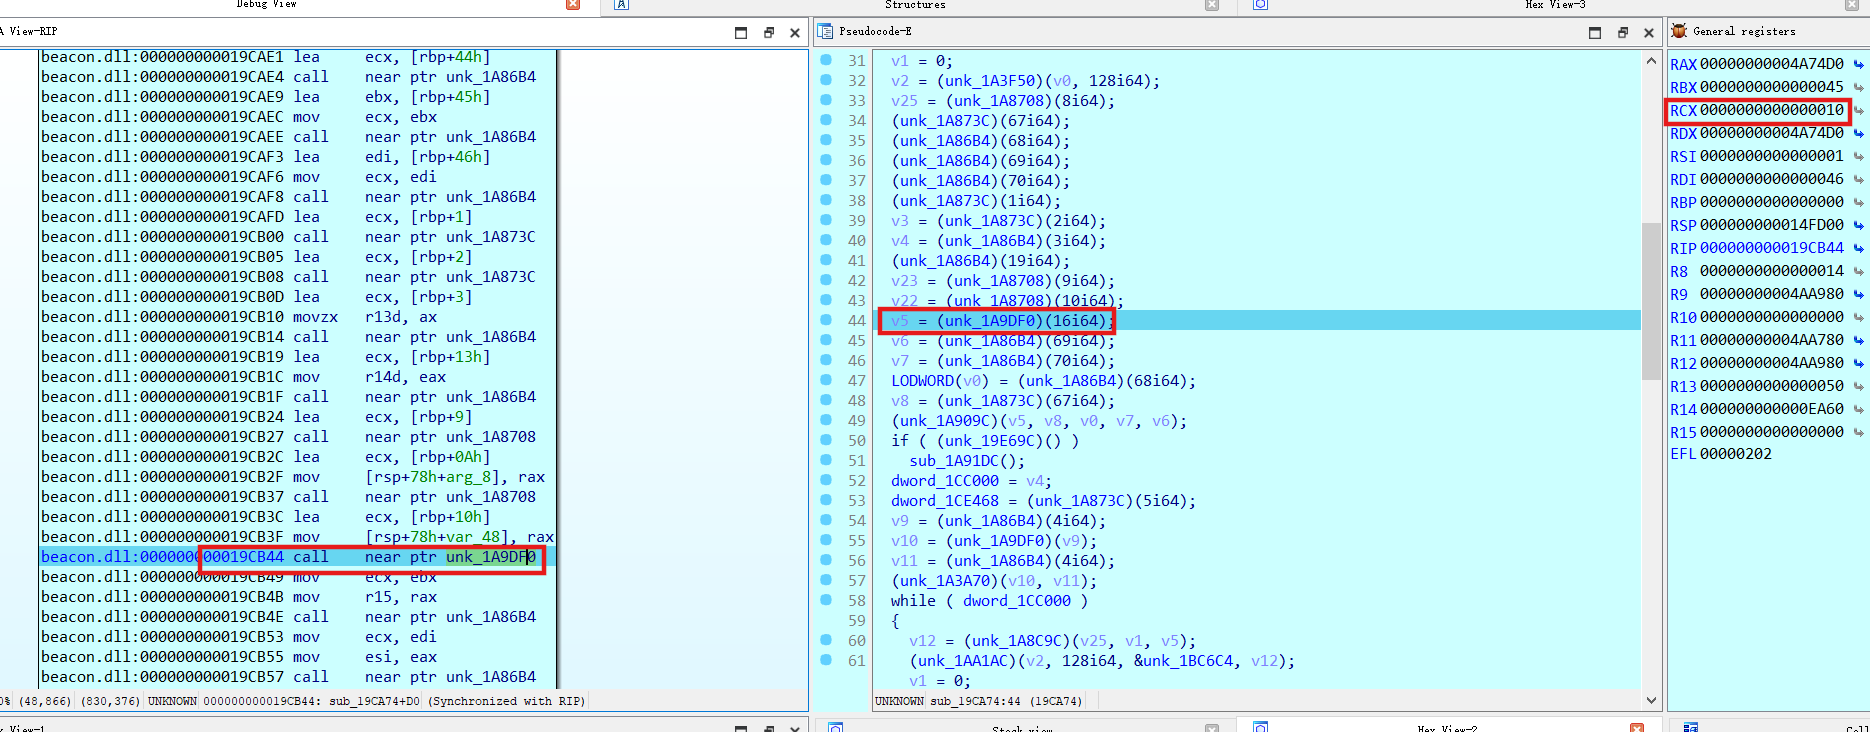 Debug View
Structures
Hex View-3
A View-RIP
Pseudocode-E
General registers
beacon.dll:000000000019CAE1 lea ecx, [rbp+44h]
beacon.dll:000000000019CAE4 call near ptr unk_1A86B4
beacon.dll:000000000019CAE9 lea ebx, [rbp+45h]
beacon.dll:000000000019CAEC mov ecx, ebx
beacon.dll:000000000019CAEE call near ptr unk_1A86B4
beacon.dll:000000000019CAF3 lea edi, [rbp+46h]
beacon.dll:000000000019CAF6 mov ecx, edi
beacon.dll:000000000019CAF8 call near ptr unk_1A86B4
beacon.dll:000000000019CAFD lea ecx, [rbp+1]
beacon.dll:000000000019CB00 call near ptr unk_1A873C
beacon.dll:000000000019CB05 lea ecx, [rbp+2]
beacon.dll:000000000019CB08 call near ptr unk_1A873C
beacon.dll:000000000019CB0D lea ecx, [rbp+3]
beacon.dll:000000000019CB10 movzx r13d, ax
beacon.dll:000000000019CB14 call near ptr unk_1A86B4
beacon.dll:000000000019CB19 lea ecx, [rbp+13h]
beacon.dll:000000000019CB1C mov r14d, eax
beacon.dll:000000000019CB1F call near ptr unk_1A86B4
beacon.dll:000000000019CB24 lea ecx, [rbp+9]
beacon.dll:000000000019CB27 call near ptr unk_1A8708
beacon.dll:000000000019CB2C lea ecx, [rbp+0Ah]
beacon.dll:000000000019CB2F mov [rsp+78h+arg_8], rax
beacon.dll:000000000019CB37 call near ptr unk_1A8708
beacon.dll:000000000019CB3C lea ecx, [rbp+10h]
beacon.dll:000000000019CB3F mov [rsp+78h+var_48], rax
beacon.dll:000000000019CB44 call near ptr unk_1A9DF0
beacon.dll:000000000019CB49 mov ecx, ebx
beacon.dll:000000000019CB4B mov r15, rax
beacon.dll:000000000019CB4E call near ptr unk_1A86B4
beacon.dll:000000000019CB53 mov ecx, edi
beacon.dll:000000000019CB55 mov esi, eax
beacon.dll:000000000019CB57 call near ptr unk_1A86B4
0% (48,866) (830,376) UNKNOWN 000000000019CB44: sub_19CA74+D0 (Synchronized with RIP)
31 v1 = 0;
32 v2 = (unk_1A3F50)(v0, 128i64);
33 v25 = (unk_1A8708)(8i64);
34 (unk_1A873C)(67i64);
35 (unk_1A86B4)(68i64);
36 (unk_1A86B4)(69i64);
37 (unk_1A86B4)(70i64);
38 (unk_1A873C)(1i64);
39 v3 = (unk_1A873C)(2i64);
40 v4 = (unk_1A86B4)(3i64);
41 (unk_1A86B4)(19i64);
42 v23 = (unk_1A8708)(9i64);
43 v22 = (unk_1A8708)(10i64);
44 v5 = (unk_1A9DF0)(16i64);
45 v6 = (unk_1A86B4)(69i64);
46 v7 = (unk_1A86B4)(70i64);
47 LODWORD(v0) = (unk_1A86B4)(68i64);
48 v8 = (unk_1A873C)(67i64);
49 (unk_1A909C)(v5, v8, v0, v7, v6);
50 if ( (unk_19E69C)() )
51 sub_1A91DC();
52 dword_1CC000 = v4;
53 dword_1CE468 = (unk_1A873C)(5i64);
54 v9 = (unk_1A86B4)(4i64);
55 v10 = (unk_1A9DF0)(v9);
56 v11 = (unk_1A86B4)(4i64);
57 (unk_1A3A70)(v10, v11);
58 while ( dword_1CC000 )
59 {
60 v12 = (unk_1A8C9C)(v25, v1, v5);
61 (unk_1AA1AC)(v2, 128i64, &unk_1BC6C4, v12);
v1 = 0;
UNKNOWN sub_19CA74:44 (19CA74)
RAX 00000000004A74D0
RBX 0000000000000045
RCX 0000000000000010
RDX 00000000004A74D0
RSI 0000000000000001
RDI 0000000000000046
RBP 0000000000000000
RSP 000000000014FD00
RIP 000000000019CB44
R8 0000000000000014
R9 00000000004AA980
R10 0000000000000000
R11 00000000004AA780
R12 00000000004AA980
R13 0000000000000050
R14 000000000000EA60
R15 0000000000000000
EFL 00000202
View-1
Stack view
Hex View-2